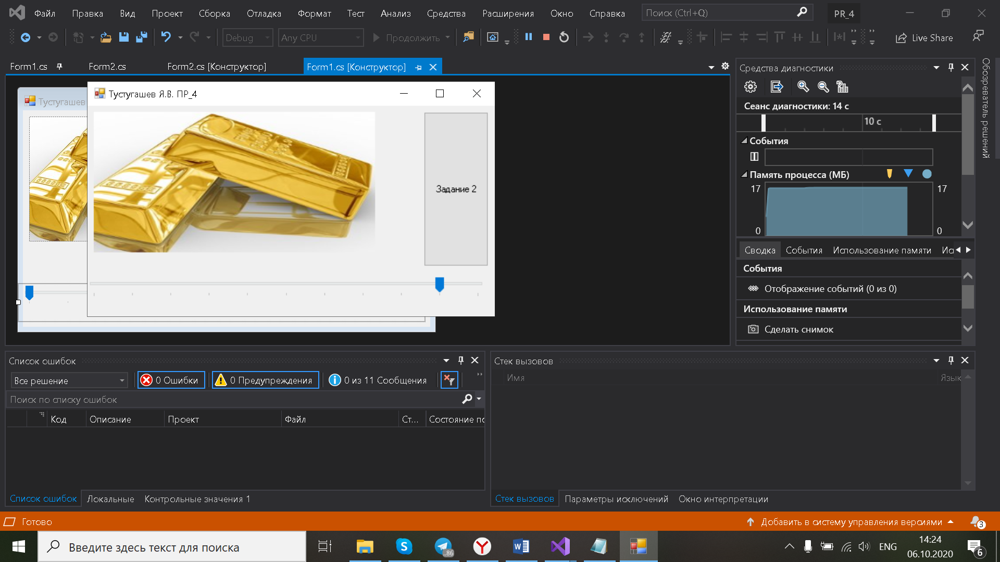 Файл Правка Вид Проект Сборка Отладка Формат Тест Анализ Средства Расширения Окно Справка Поиск (Ctrl+Q) PR_4
Debug Any CPU Продолжить Live Share
Form1.cs Form2.cs Form2.cs [Конструктор] Form1.cs [Конструктор]
Средства диагностики
Обозреватель решений
Тустугашев
Тустугашев Я.В. ПР_4
Задание 2
Сеанс диагностики: 14 с
10 с
События
Память процесса (МБ)
17 17
0 0
Сводка События Использование памяти
События
Отображение событий (0 из 0)
Использование памяти
Сделать снимок
Список ошибок
Все решение 0 Ошибки 0 Предупреждения 0 из 11 Сообщения
Поиск по списку ошибок
Код Описание Проект Файл Ст... Состояние
Список ошибок Локальные Контрольные значения 1
Стек вызовов
Имя Язык
Стек вызовов Параметры исключений Окно интерпретации
Готово Добавить в систему управления версиями 3
Введите здесь текст для поиска ..86 ENG 14:24
06.10.2020 6